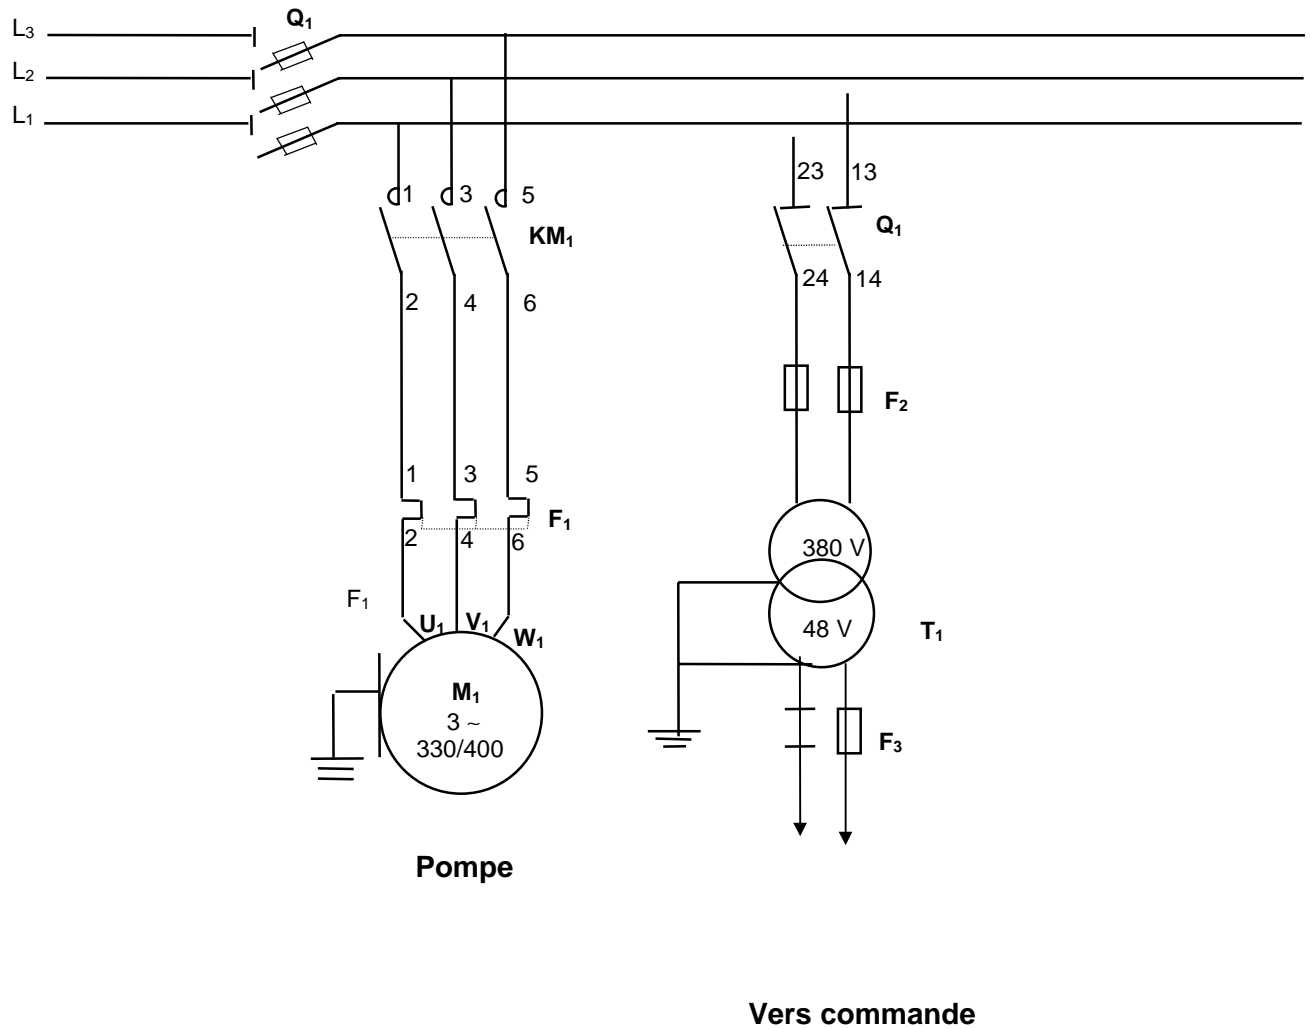 L3 Q1
L2
L1
23 13
1 3 5
KM1 Q1
24 14
2 4 6
F2
1 3 5
F1
2 4 6
380 V
F1
U1 V1 W1
48 V T1
M1
3 ~
330/400
F3
Pompe
Vers commande